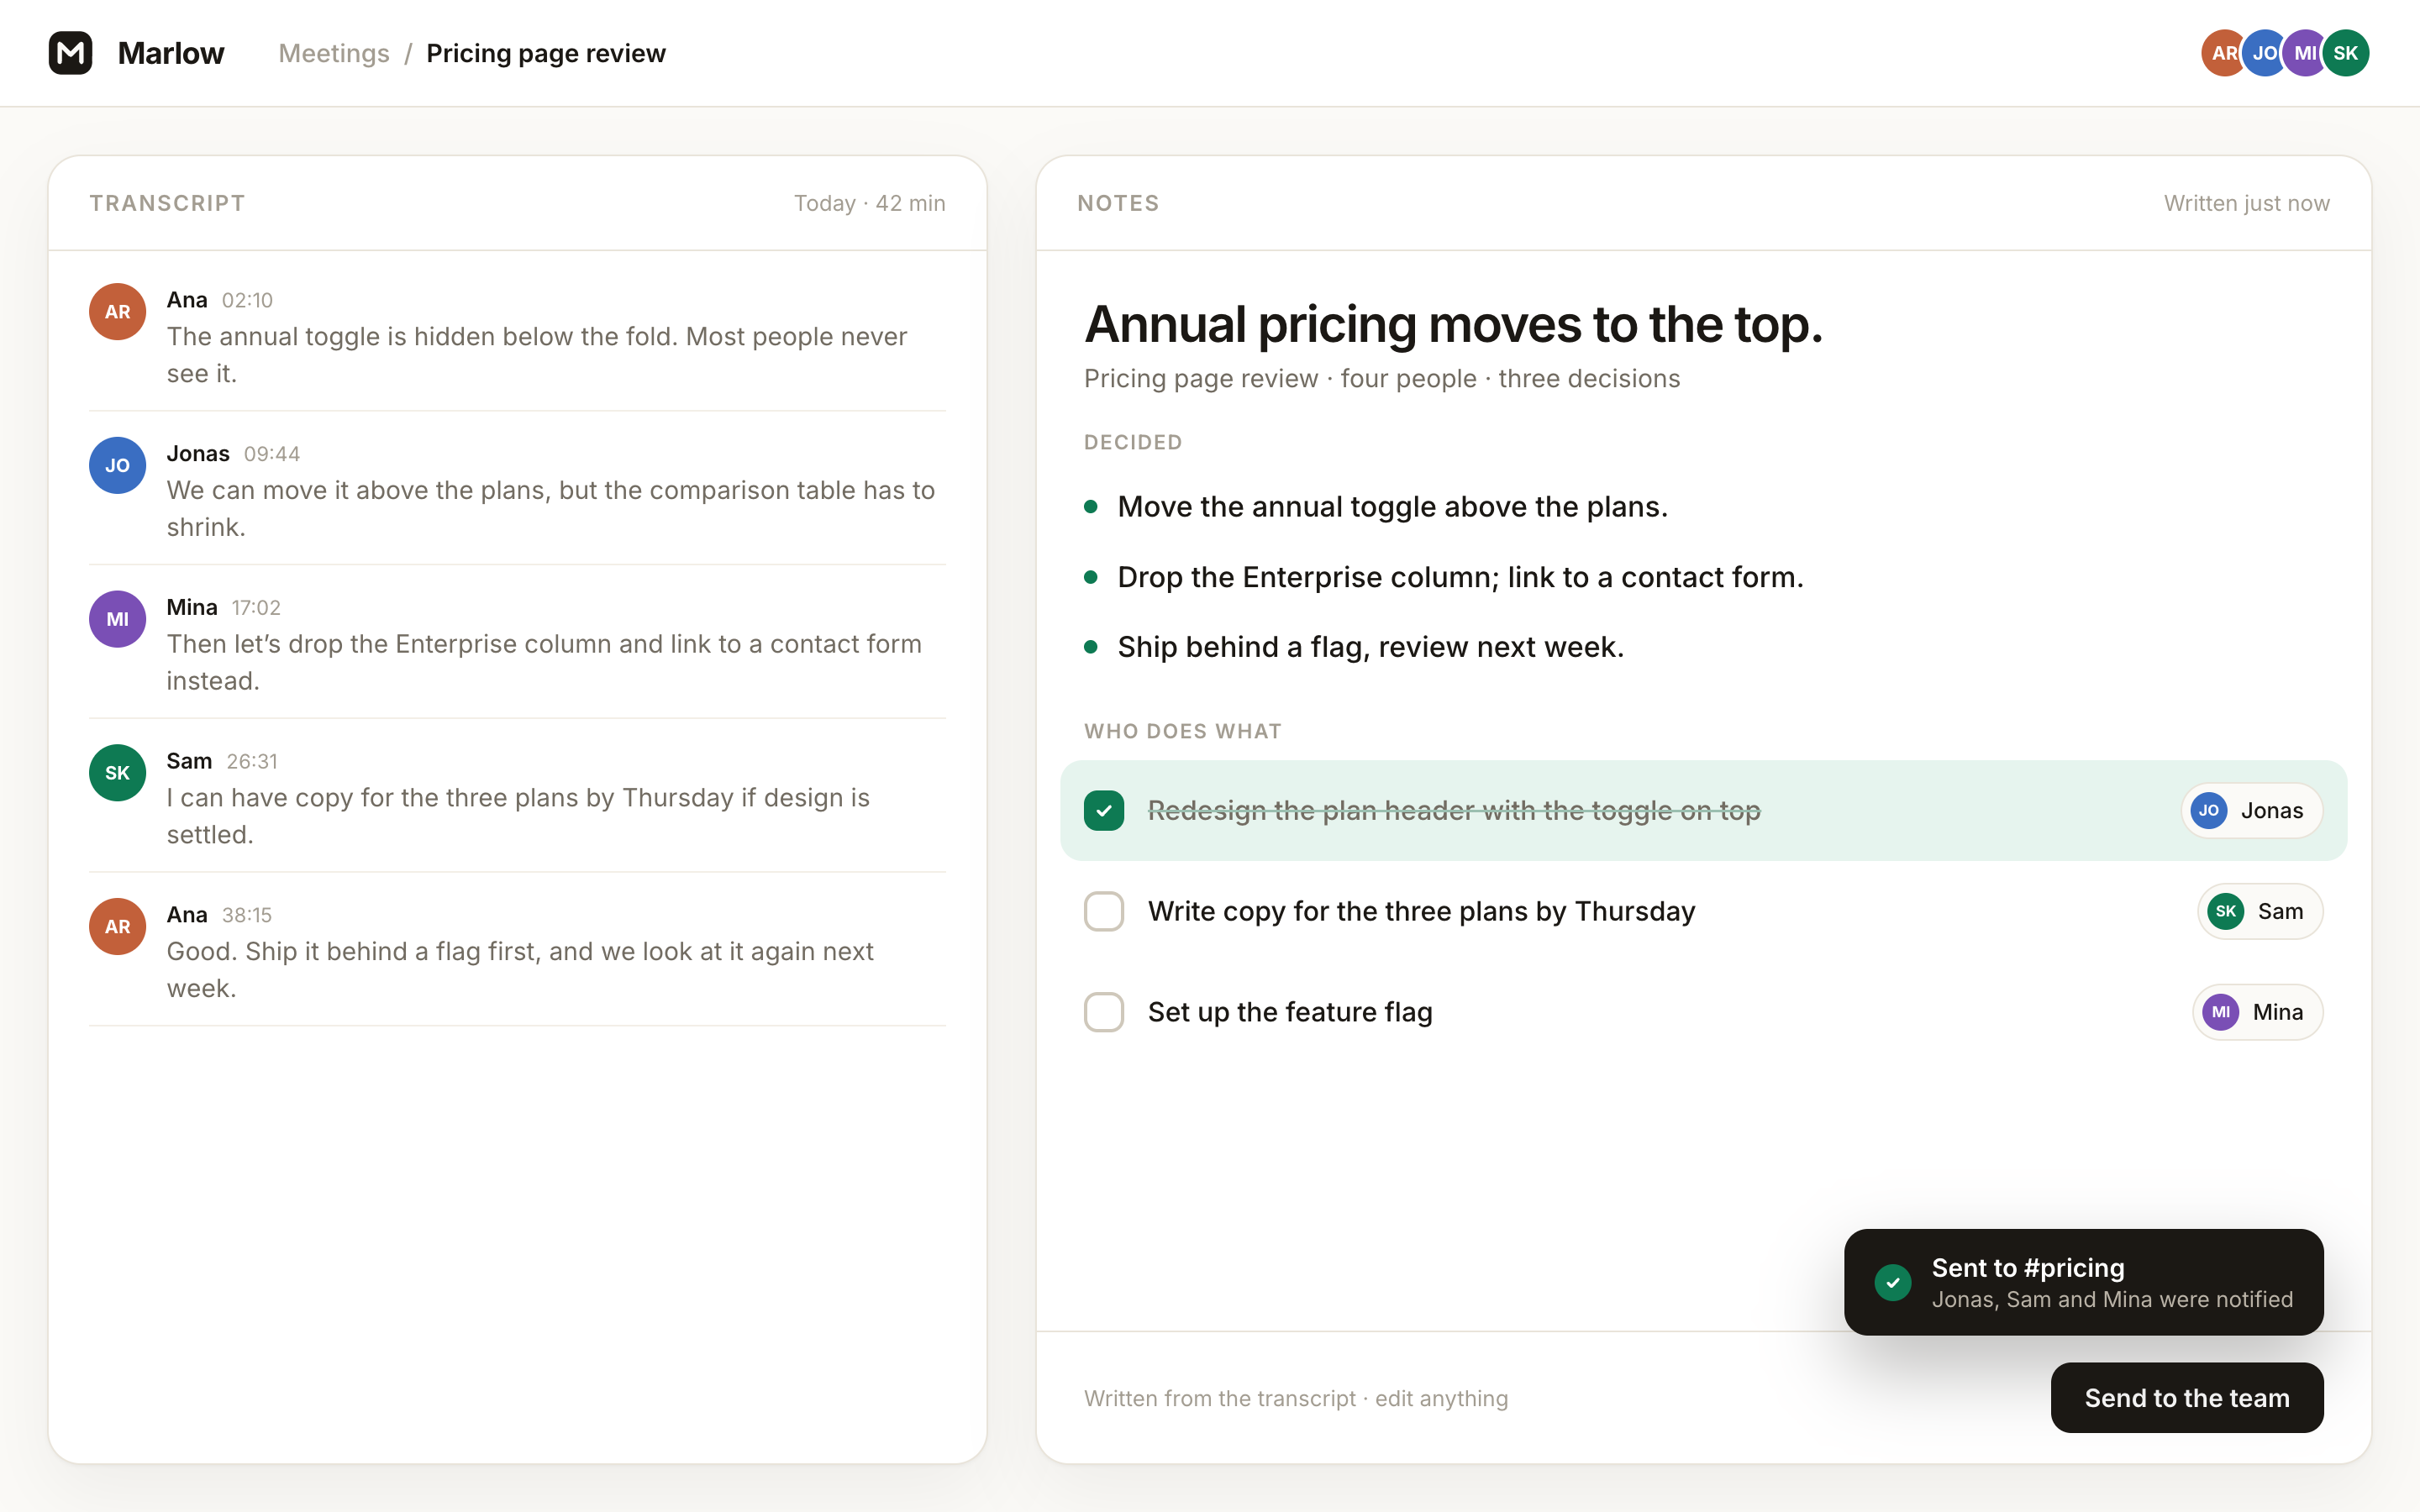 Marlow
Meetings / Pricing page review
AR JO MI SK
TRANSCRIPT
Today · 42 min
AR
Ana 02:10
The annual toggle is hidden below the fold. Most people never
see it.
JO
Jonas 09:44
We can move it above the plans, but the comparison table has to
shrink.
MI
Mina 17:02
Then let’s drop the Enterprise column and link to a contact form
instead.
SK
Sam 26:31
I can have copy for the three plans by Thursday if design is
settled.
AR
Ana 38:15
Good. Ship it behind a flag first, and we look at it again next
week.
NOTES
Written just now
Annual pricing moves to the top.
Pricing page review · four people · three decisions
DECIDED
Move the annual toggle above the plans.
Drop the Enterprise column; link to a contact form.
Ship behind a flag, review next week.
WHO DOES WHAT
Redesign the plan header with the toggle on top
JO Jonas
Write copy for the three plans by Thursday
SK Sam
Set up the feature flag
MI Mina
Sent to #pricing
Jonas, Sam and Mina were notified
Written from the transcript · edit anything
Send to the team